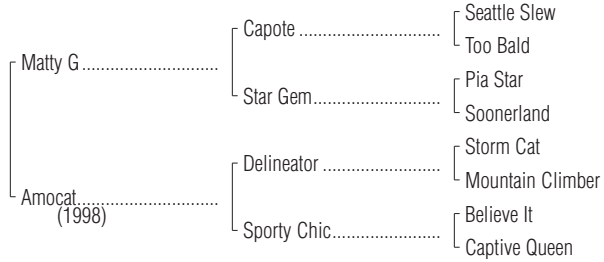 Seattle Slew
Capote
Too Bald
Matty G
Pia Star
Star Gem
Soonerland
Storm Cat
Delineator
Mountain Climber
Amocat
(1998)
Believe It
Sporty Chic
Captive Queen